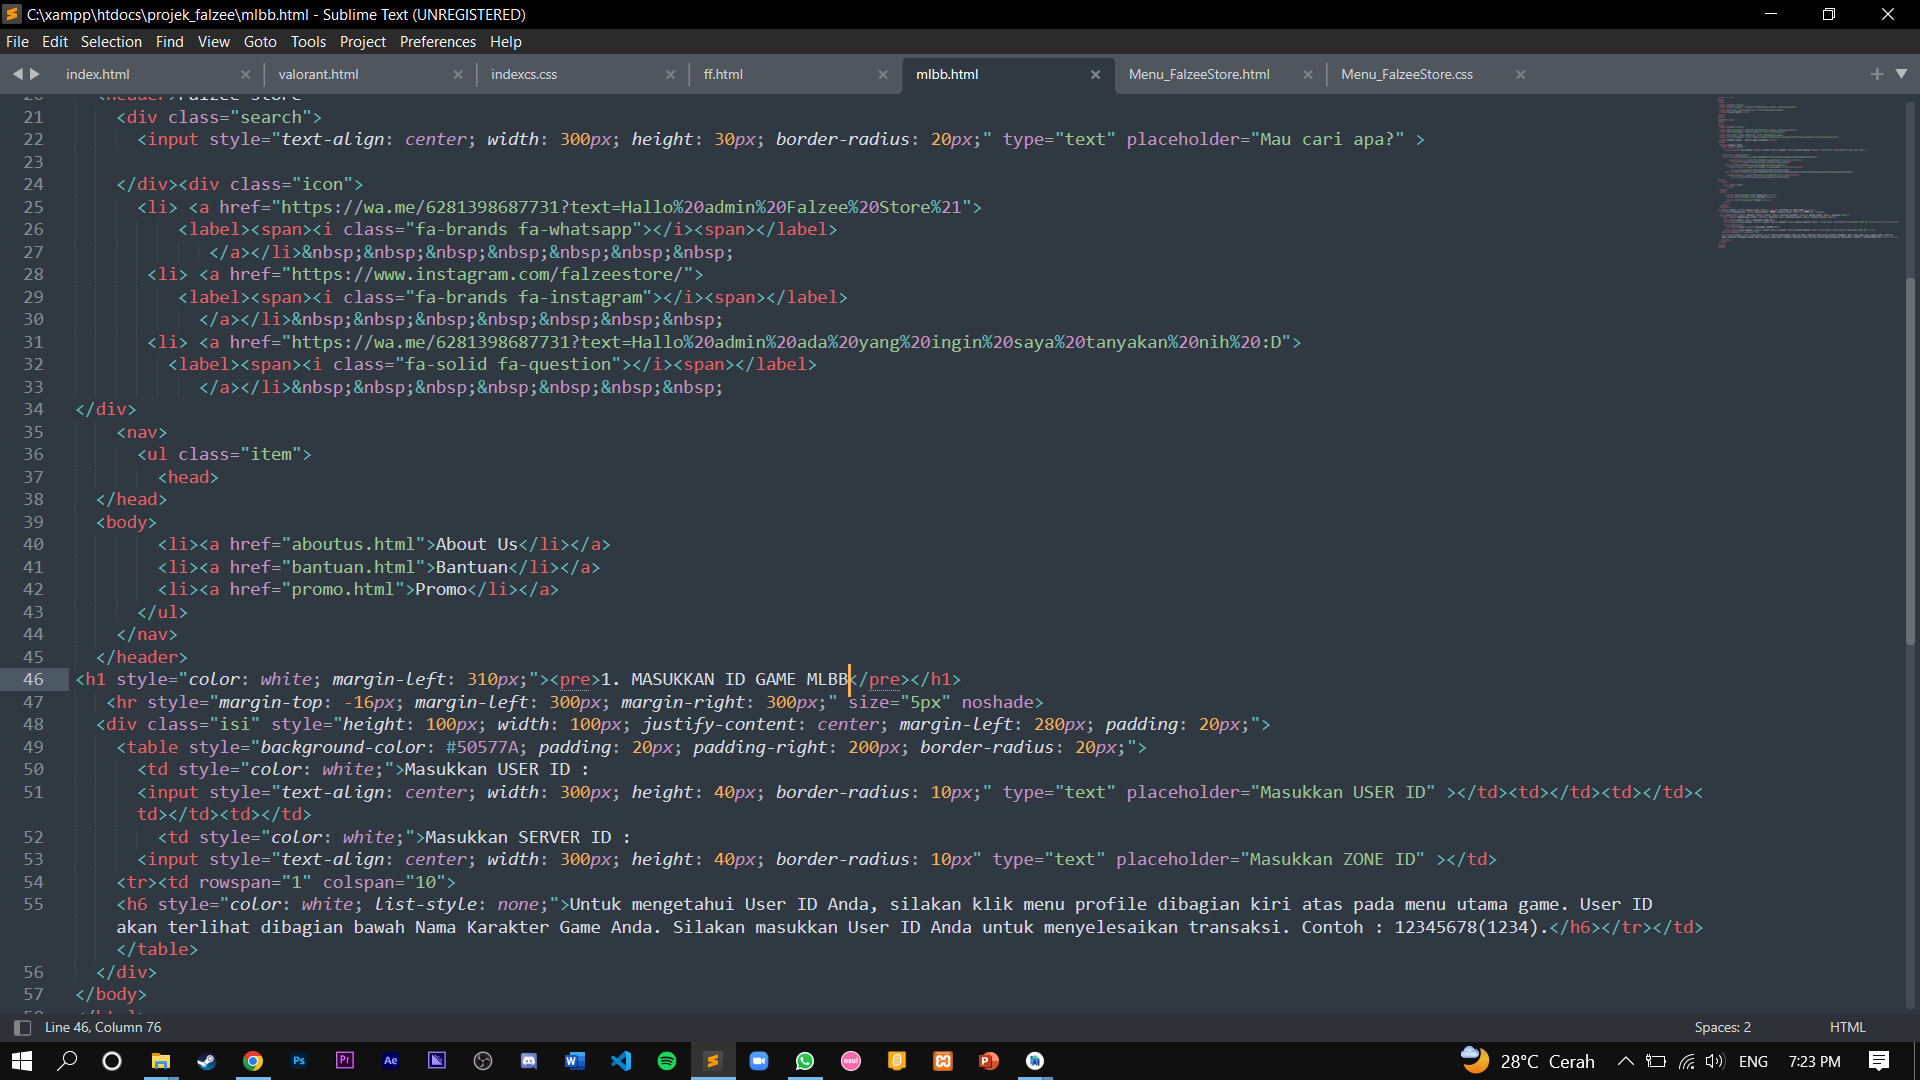 C:\xampp\htdocs\projek_falzee\mlbb.html - Sublime Text (UNREGISTERED)
File Edit Selection Find View Goto Tools Project Preferences Help
index.html valorant.html indexcs.css ff.html mlbb.html Menu_FalzeeStore.html Menu_FalzeeStore.css
20 <header>Falzee Store
21 <div class="search">
22 <input style="text-align: center; width: 300px; height: 30px; border-radius: 20px;" type="text" placeholder="Mau cari apa?" >
23
24 </div><div class="icon">
25 <li> <a href="https://wa.me/6281398687731?text=Hallo%20admin%20Falzee%20Store%21">
26 <label><span><i class="fa-brands fa-whatsapp"></i><span></label>
27 </a></li>&nbsp;&nbsp;&nbsp;&nbsp;&nbsp;&nbsp;&nbsp;
28 <li> <a href="https://www.instagram.com/falzeestore/">
29 <label><span><i class="fa-brands fa-instagram"></i><span></label>
30 </a></li>&nbsp;&nbsp;&nbsp;&nbsp;&nbsp;&nbsp;&nbsp;
31 <li> <a href="https://wa.me/6281398687731?text=Hallo%20admin%20ada%20yang%20ingin%20saya%20tanyakan%20nih%20:D">
32 <label><span><i class="fa-solid fa-question"></i><span></label>
33 </a></li>&nbsp;&nbsp;&nbsp;&nbsp;&nbsp;&nbsp;&nbsp;
34 </div>
35 <nav>
36 <ul class="item">
37 <head>
38 </head>
39 <body>
40 <li><a href="aboutus.html">About Us</li></a>
41 <li><a href="bantuan.html">Bantuan</li></a>
42 <li><a href="promo.html">Promo</li></a>
43 </ul>
44 </nav>
45 </header>
46 <h1 style="color: white; margin-left: 310px;"><pre>1. MASUKKAN ID GAME MLBB</pre></h1>
47 <hr style="margin-top: -16px; margin-left: 300px; margin-right: 300px;" size="5px" noshade>
48 <div class="isi" style="height: 100px; width: 100px; justify-content: center; margin-left: 280px; padding: 20px;">
49 <table style="background-color: #50577A; padding: 20px; padding-right: 200px; border-radius: 20px;">
50 <td style="color: white;">Masukkan USER ID :
51 <input style="text-align: center; width: 300px; height: 40px; border-radius: 10px;" type="text" placeholder="Masukkan USER ID" ></td><td></td><td></td><
td></td><td></td>
52 <td style="color: white;">Masukkan SERVER ID :
53 <input style="text-align: center; width: 300px; height: 40px; border-radius: 10px" type="text" placeholder="Masukkan ZONE ID" ></td>
54 <tr><td rowspan="1" colspan="10">
55 <h6 style="color: white; list-style: none;">Untuk mengetahui User ID Anda, silakan klik menu profile dibagian kiri atas pada menu utama game. User ID
akan terlihat dibagian bawah Nama Karakter Game Anda. Silakan masukkan User ID Anda untuk menyelesaikan transaksi. Contoh : 12345678(1234).</h6></tr></td>
</table>
56 </div>
57 </body>
Line 46, Column 76 Spaces: 2 HTML
Ps Pr Ae osu! 28°C Cerah ENG 7:23 PM